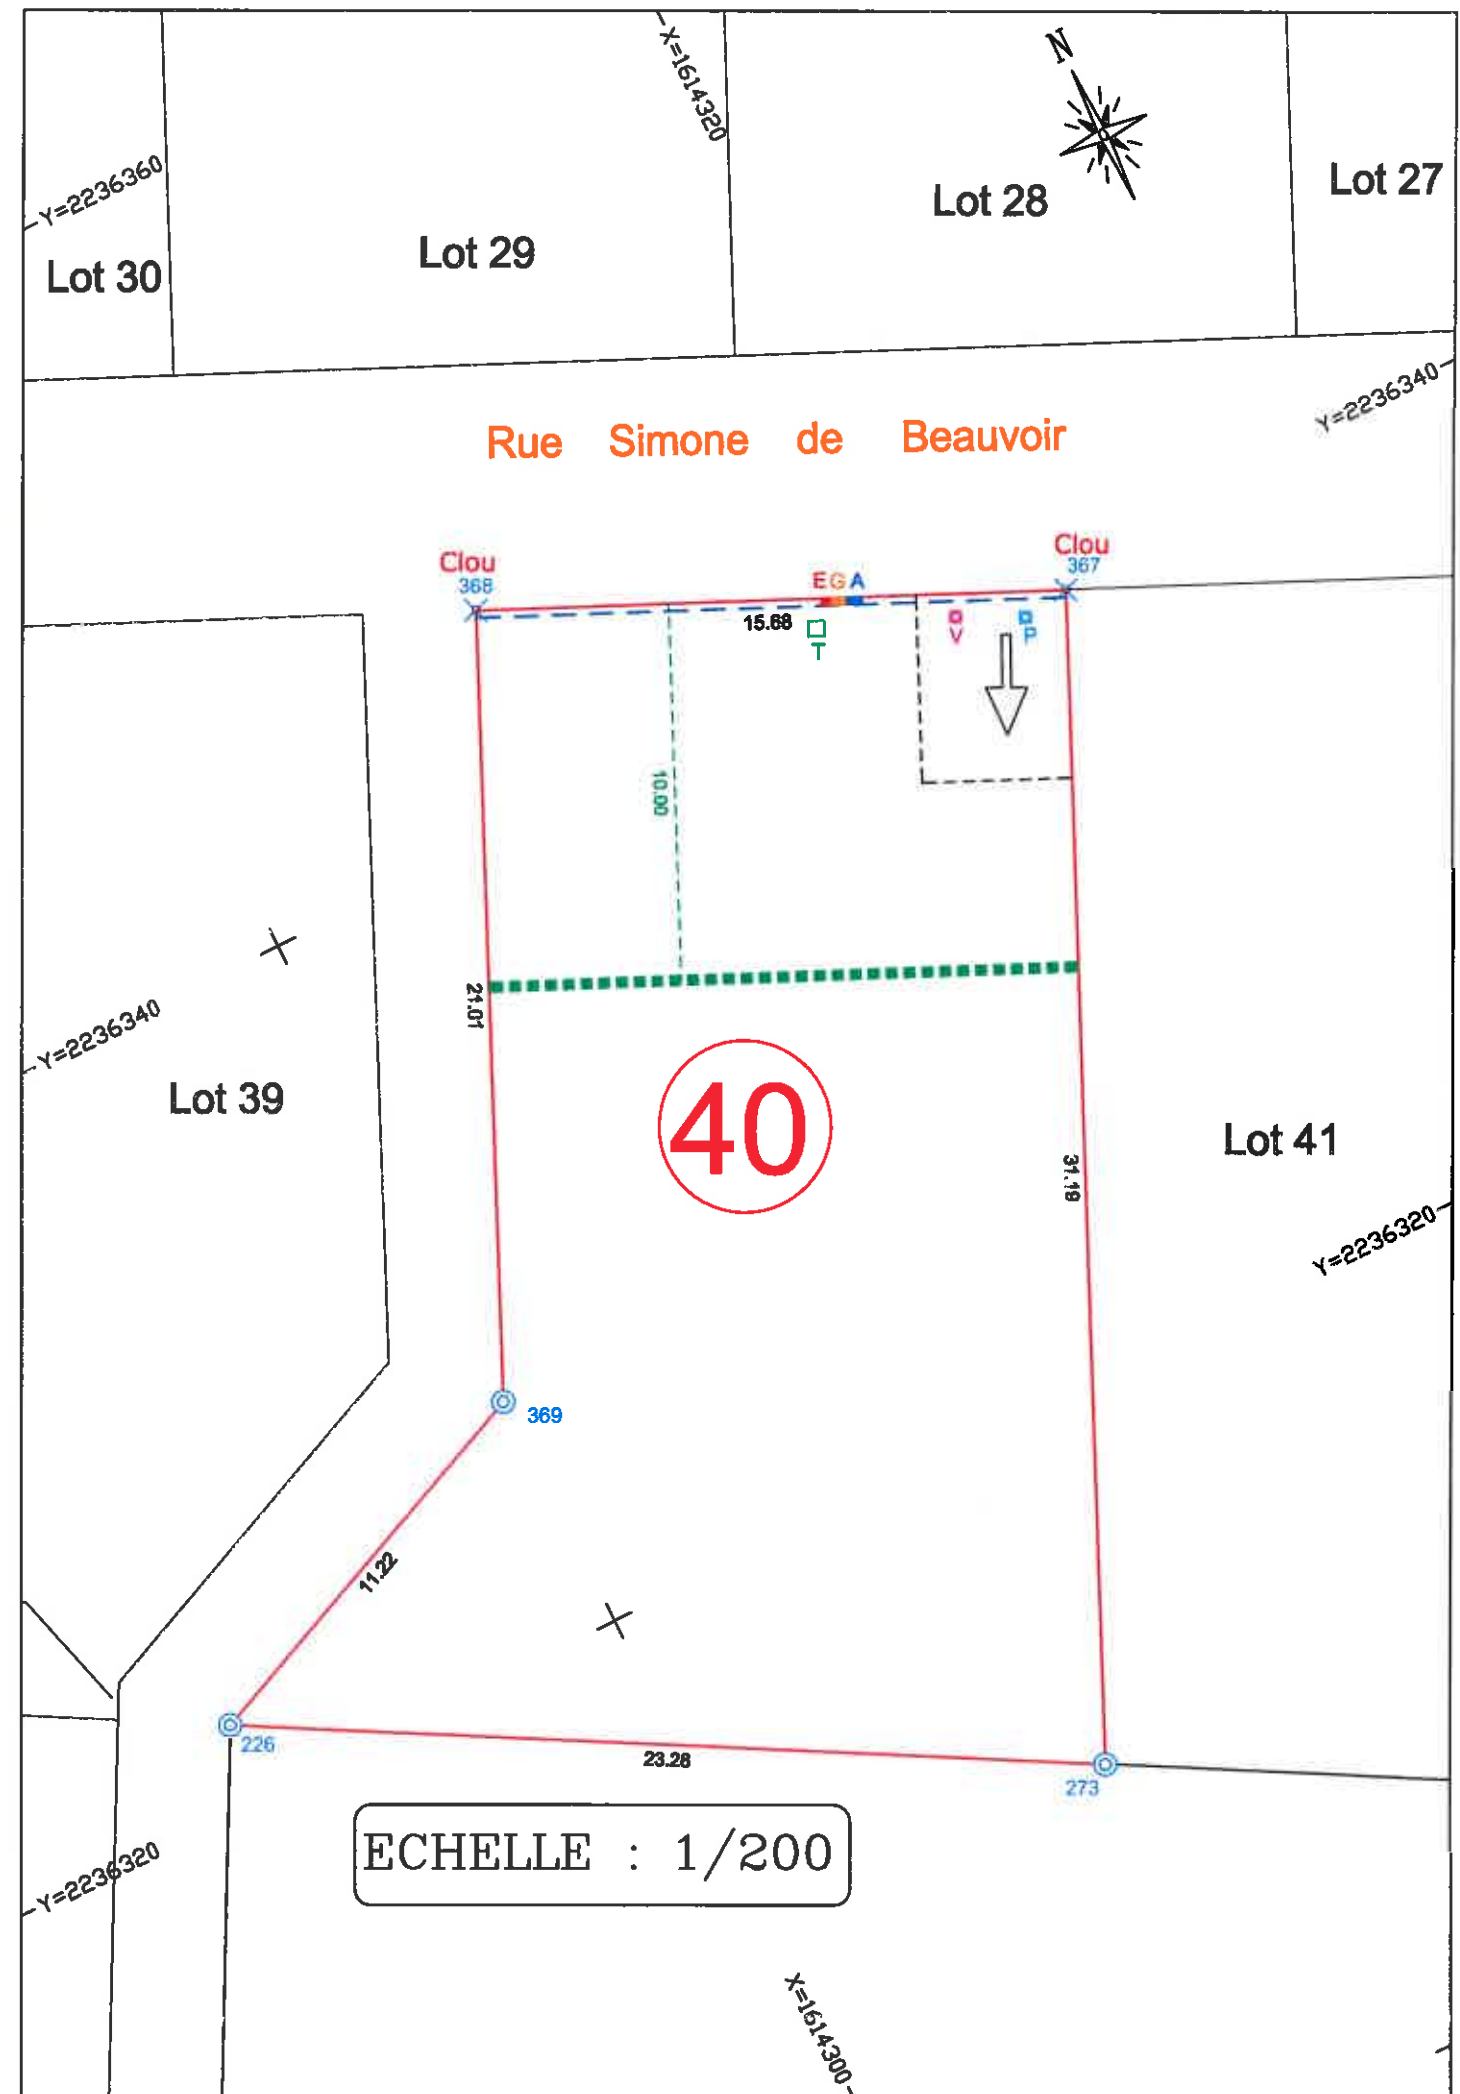 N
X=1614320
Y=2236360
Lot 30
Lot 29
Lot 28
Lot 27
Y=2236340
Rue Simone de Beauvoir
Clou
368
EGA
Clou
367
15.68
T
V
P
10.00
21.01
Y=2236340
Lot 39
40
Lot 41
31.19
Y=2236320
369
11.22
226
23.28
273
ECHELLE : 1/200
Y=2236320
X=1614300